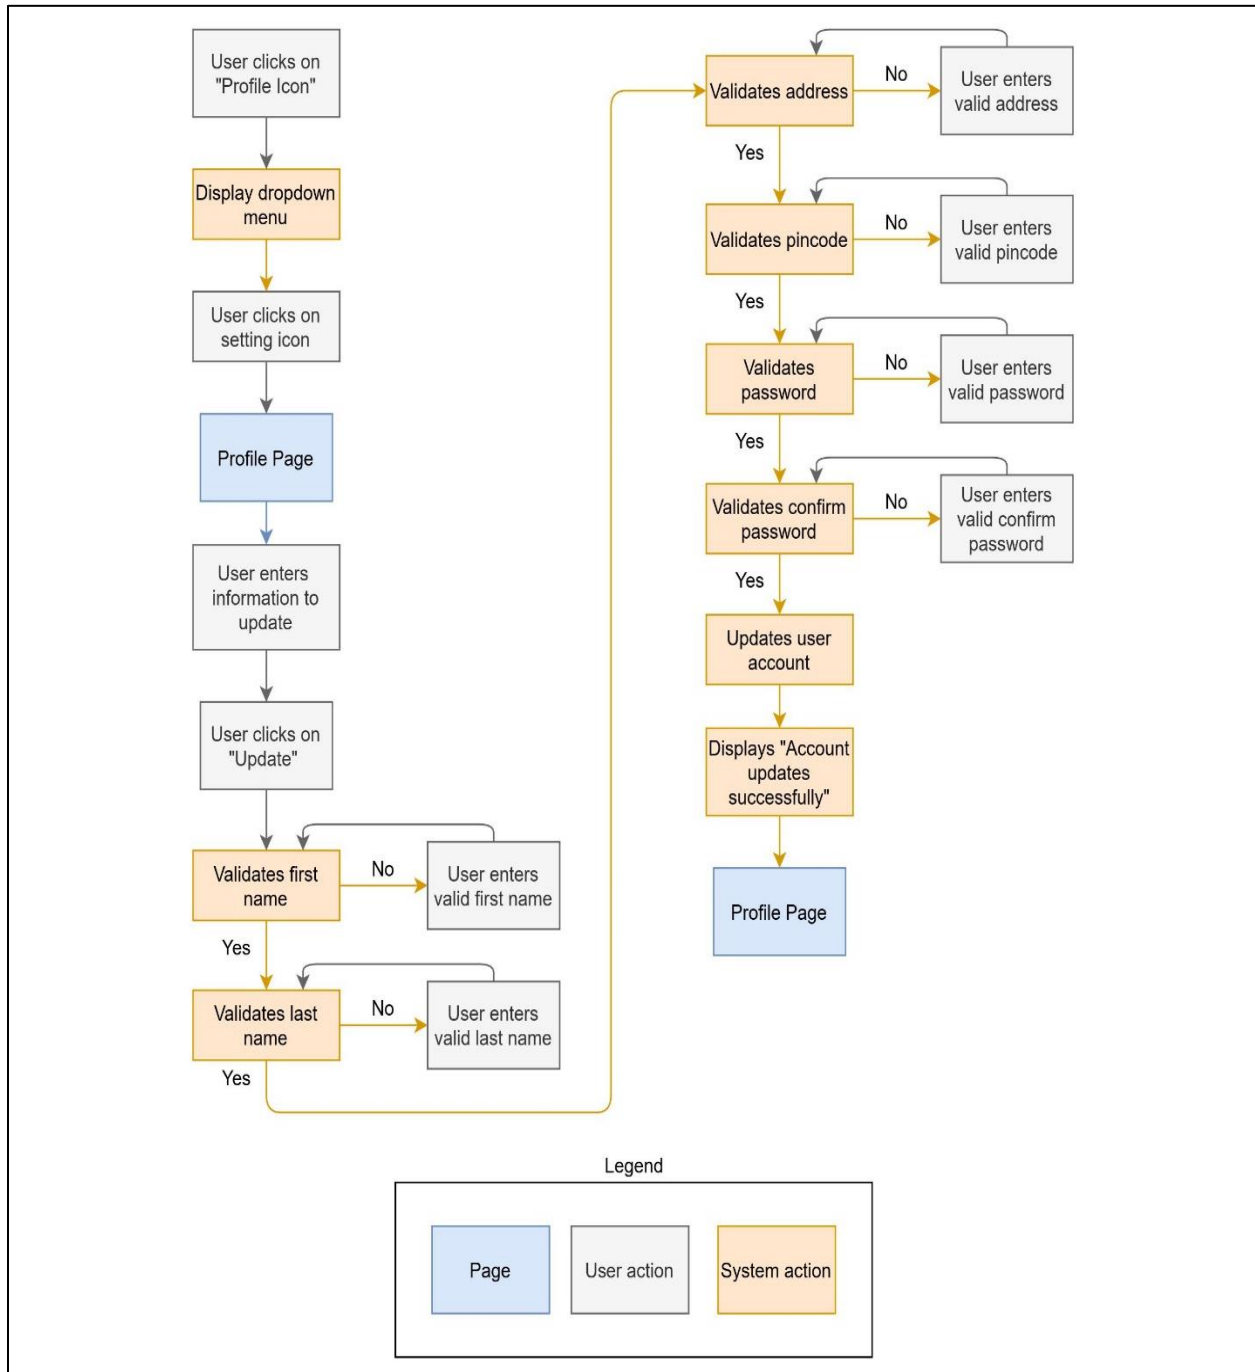 User clicks on
"Profile Icon"
Display dropdown
menu
User clicks on
setting icon
Profile Page
User enters
information to
update
User clicks on
"Update"
Validates first
name
No
User enters
valid first name
Yes
Validates last
name
No
User enters
valid last name
Yes
Validates address
No
User enters
valid address
Yes
Validates pincode
No
User enters
valid pincode
Yes
Validates
password
No
User enters
valid password
Yes
Validates confirm
password
No
User enters
valid confirm
password
Yes
Updates user
account
Displays "Account
updates
successfully"
Profile Page
Legend
Page
User action
System action